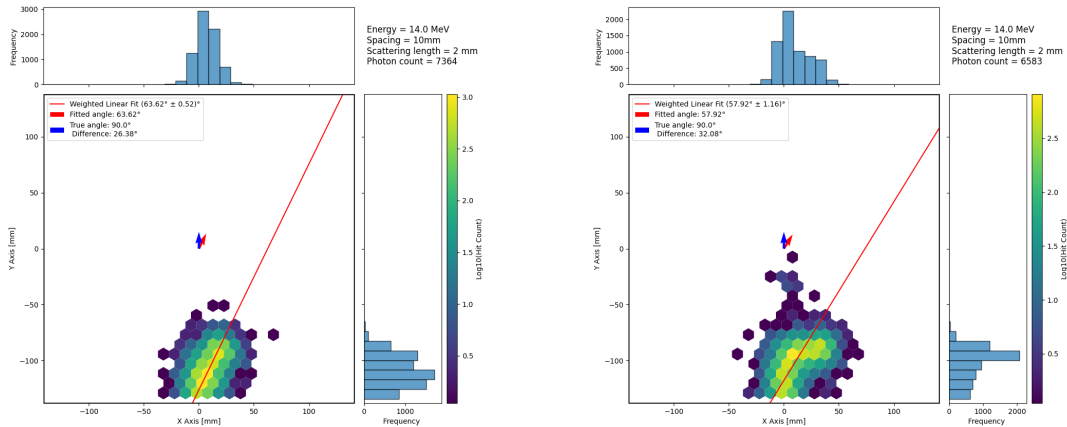 3000
2000
1000
0
Frequency
Energy = 14.0 MeV
Spacing = 10mm
Scattering length = 2 mm
Photon count = 7364
Weighted Linear Fit (63.62° ± 0.52)°
Fitted angle: 63.62°
True angle: 90.0°
Difference: 26.38°
100
50
0
−50
−100
Y Axis [mm]
−100
−50
0
50
100
X Axis [mm]
0
1000
Frequency
3.0
2.5
2.0
1.5
1.0
0.5
Log10(Hit Count)
2000
1500
1000
500
0
Frequency
Energy = 14.0 MeV
Spacing = 10mm
Scattering length = 2 mm
Photon count = 6583
Weighted Linear Fit (57.92° ± 1.16)°
Fitted angle: 57.92°
True angle: 90.0°
Difference: 32.08°
100
50
0
−50
−100
Y Axis [mm]
−100
−50
0
50
100
X Axis [mm]
0
1000
2000
Frequency
2.5
2.0
1.5
1.0
0.5
Log10(Hit Count)